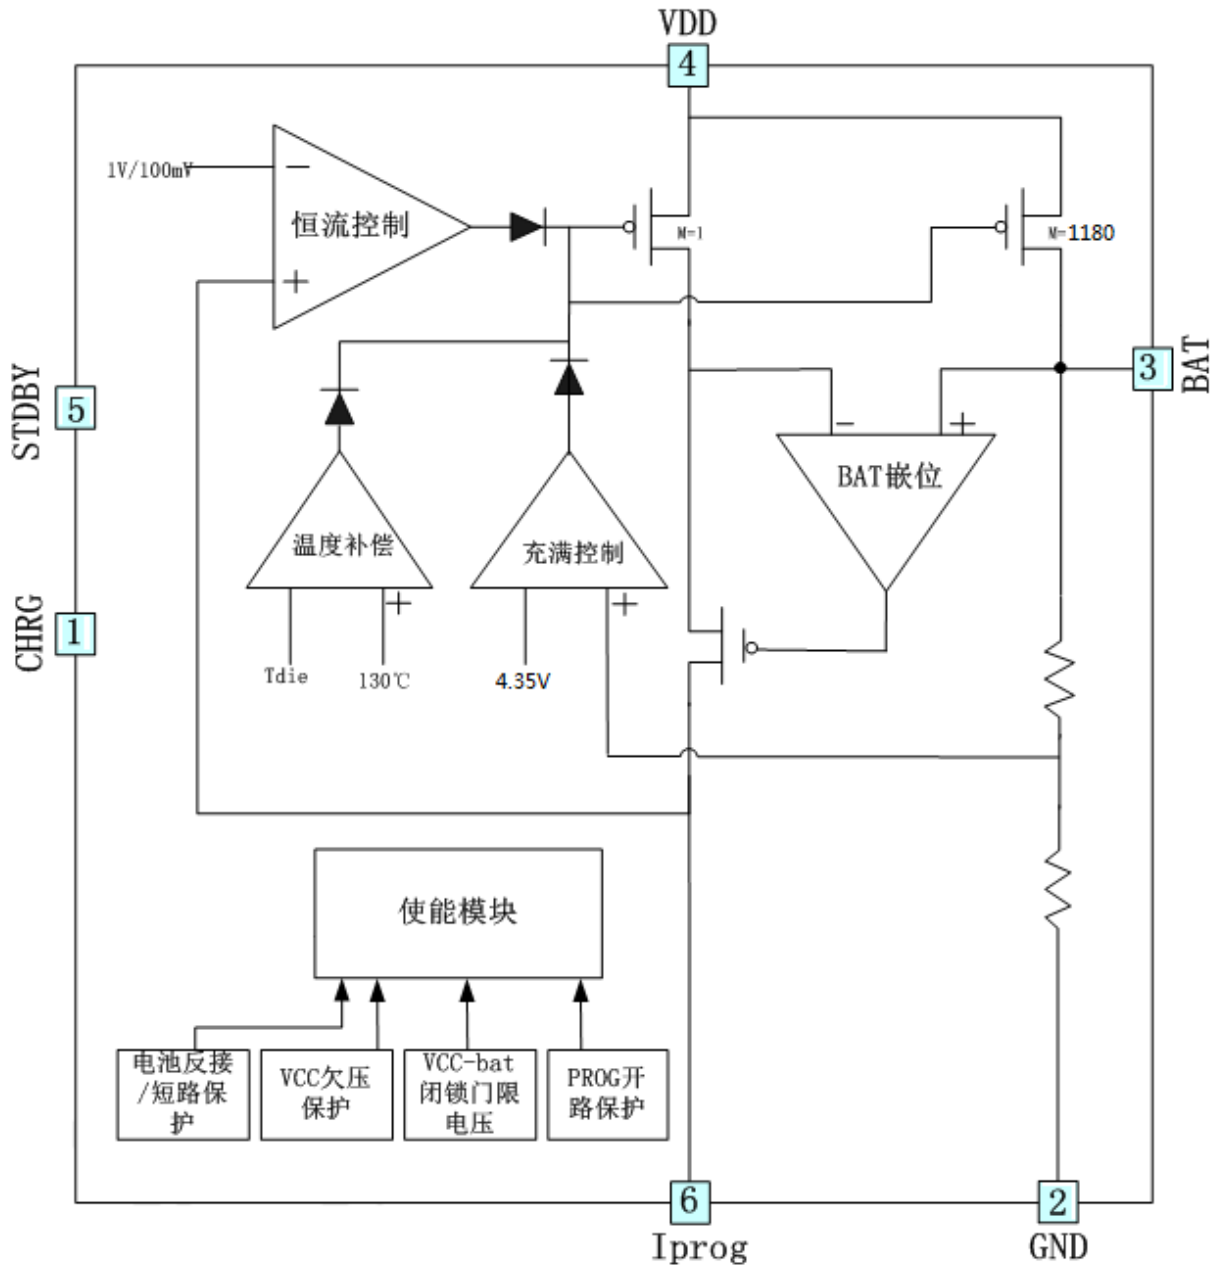 VDD
4
1V/100mV
−
恒流控制
+
M=1
M=1180
STDBY
5
3
BAT
-
+
BAT嵌位
温度补偿
充满控制
+
+
CHRG
1
Tdie
130℃
4.35V
使能模块
电池反接
/短路保
护
VCC欠压
保护
VCC-bat
闭锁门限
电压
PROG开
路保护
6
Iprog
2
GND